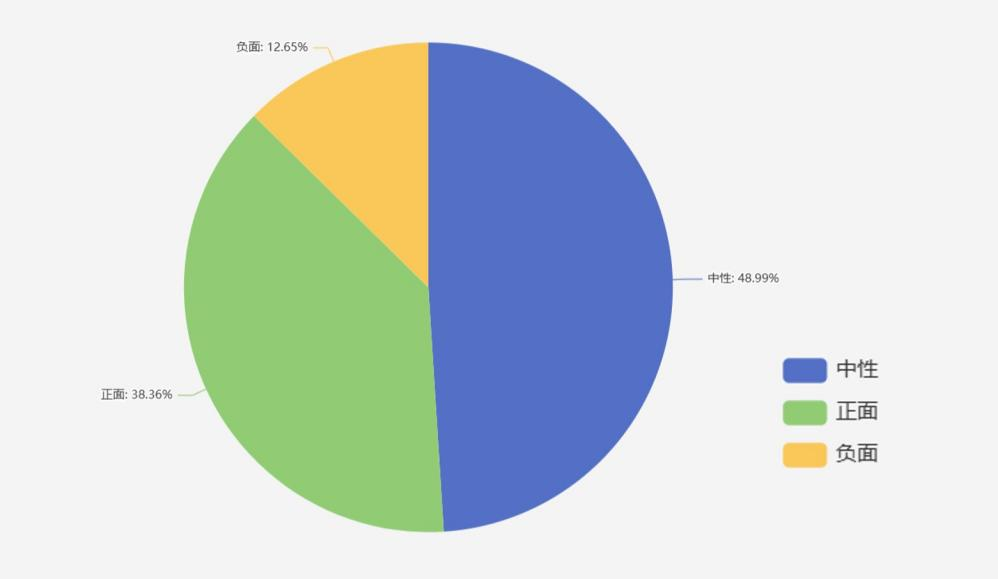 负面: 12.65%
中性: 48.99%
正面: 38.36%
中性
正面
负面